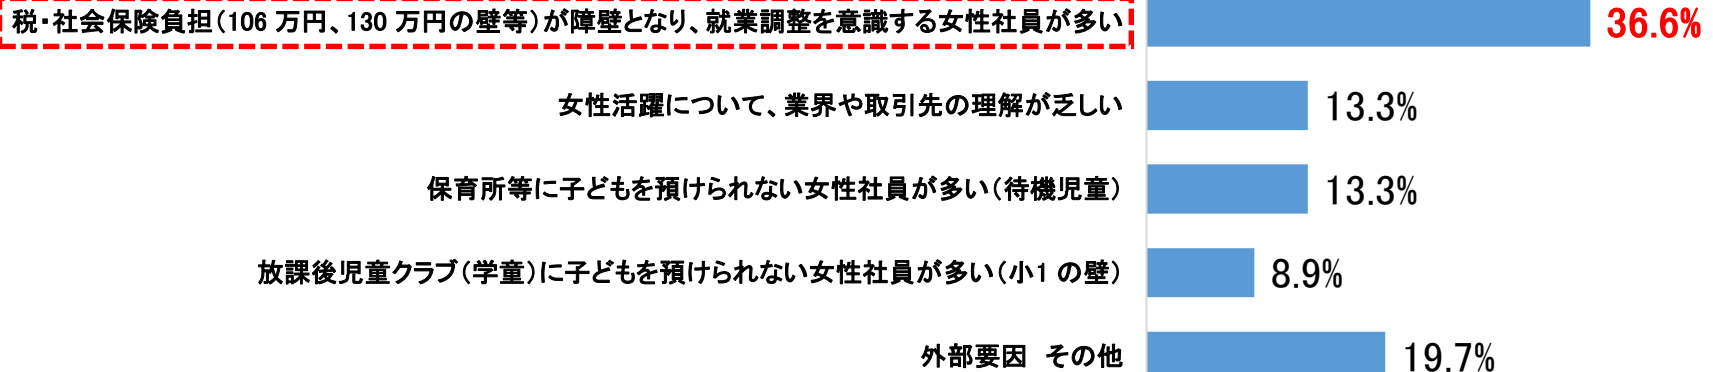 税・社会保険負担（106 万円、130 万円の壁等）が障壁となり、就業調整を意識する女性社員が多い 36.6%
女性活躍について、業界や取引先の理解が乏しい 13.3%
保育所等に子どもを預けられない女性社員が多い（待機児童） 13.3%
放課後児童クラブ（学童）に子どもを預けられない女性社員が多い（小1 の壁） 8.9%
外部要因　その他 19.7%